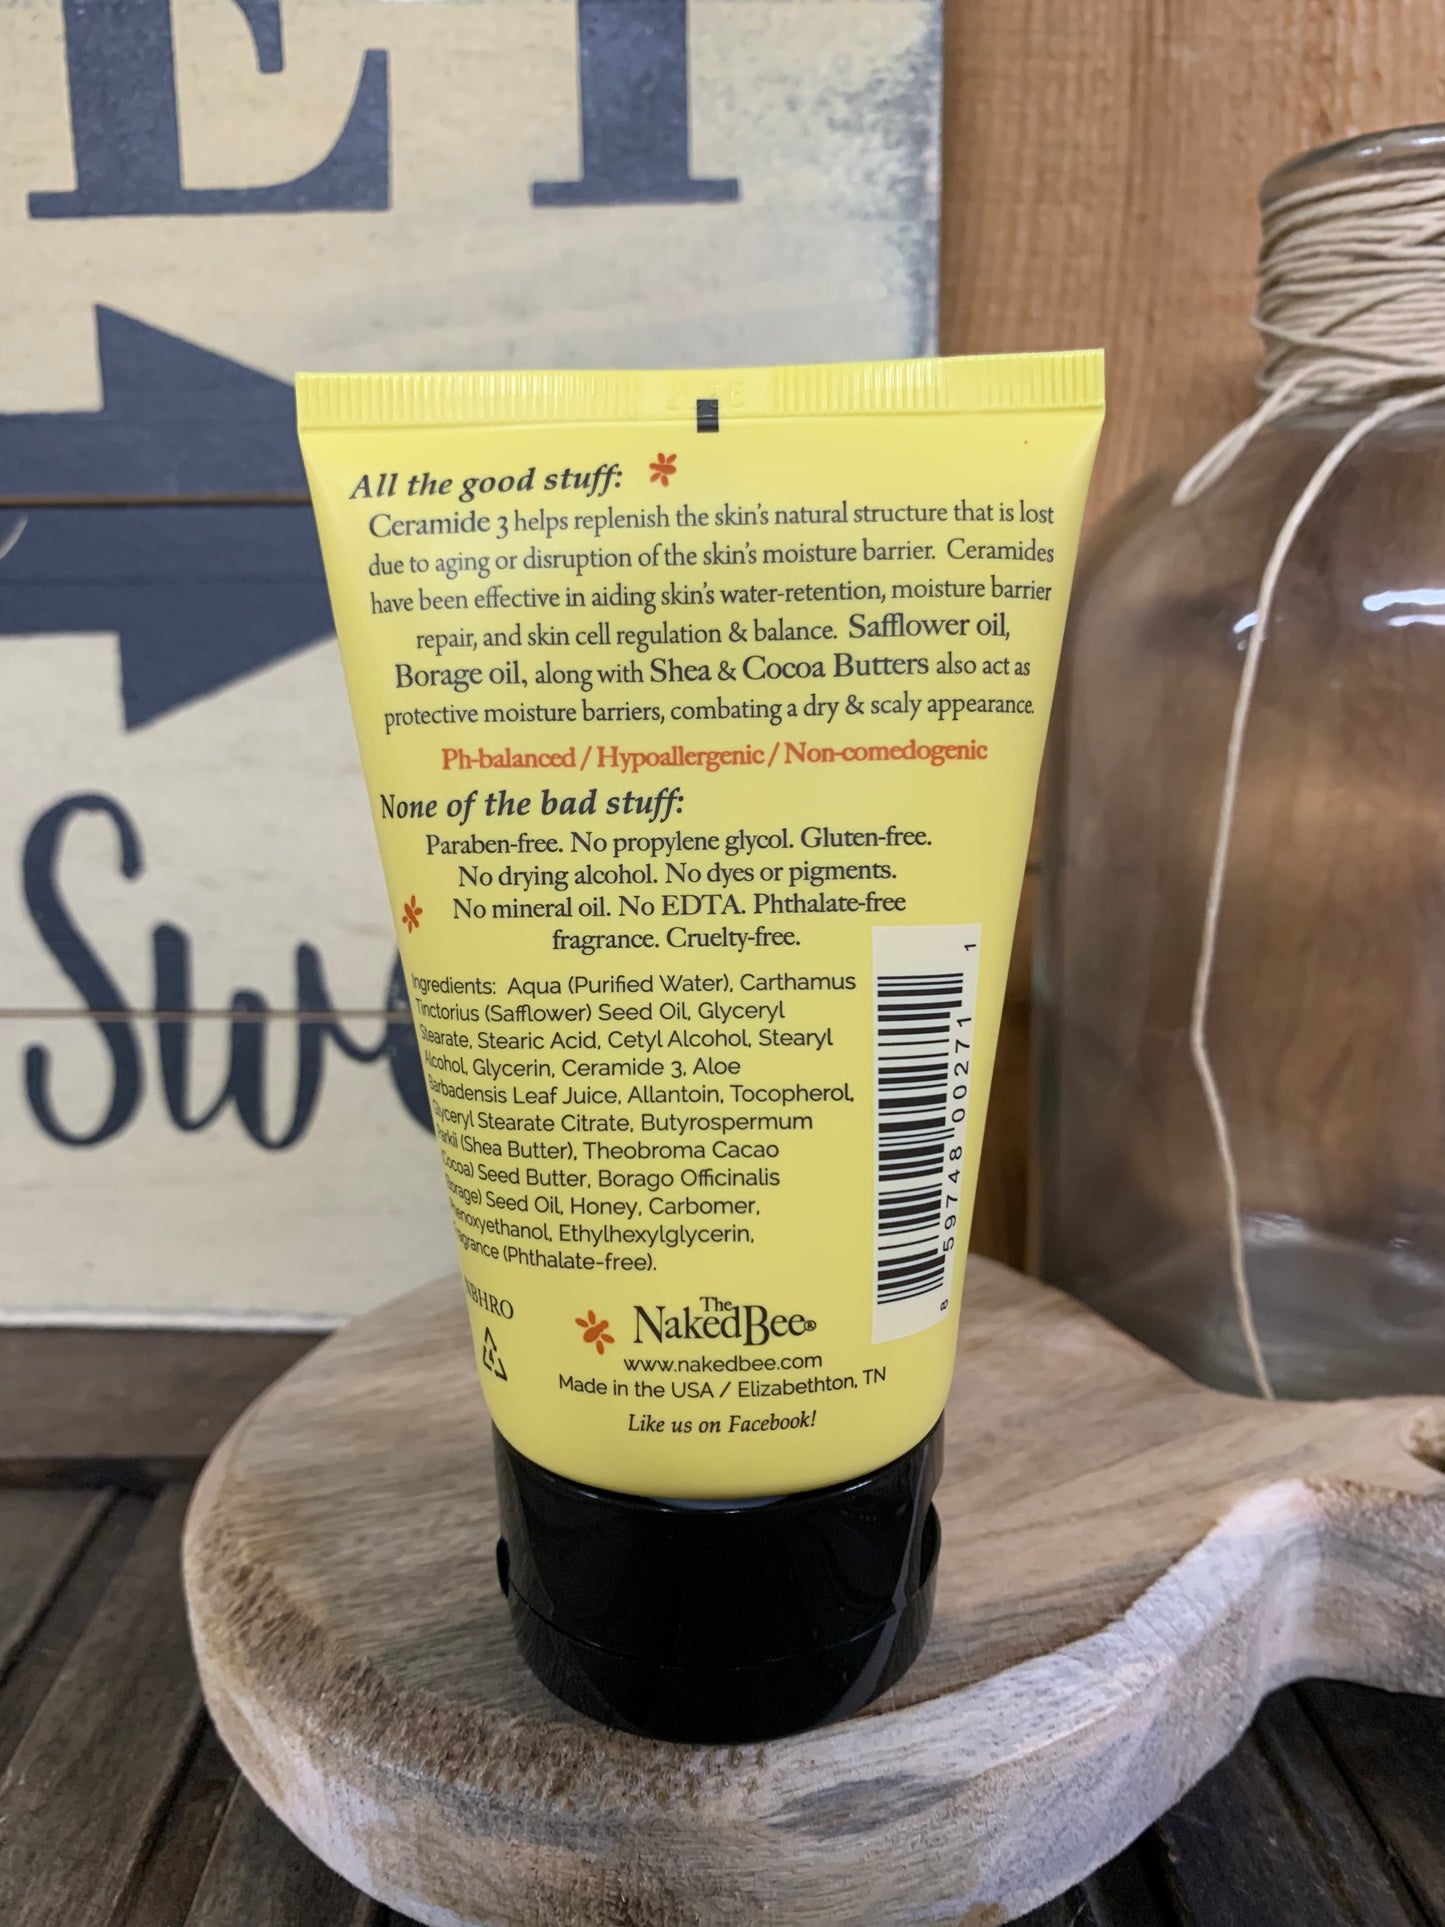 ET
Sw
All the good stuff:
Ceramide 3 helps replenish the skin's natural structure that is lost
due to aging or disruption of the skin's moisture barrier. Ceramides
have been effective in aiding skin's water-retention, moisture barrier
repair, and skin cell regulation & balance. Safflower oil,
Borage oil, along with Shea & Cocoa Butters also act as
protective moisture barriers, combating a dry & scaly appearance.
Ph-balanced / Hypoallergenic / Non-comedogenic
None of the bad stuff:
Paraben-free. No propylene glycol. Gluten-free.
No drying alcohol. No dyes or pigments.
No mineral oil. No EDTA. Phthalate-free
fragrance. Cruelty-free.
Ingredients: Aqua (Purified Water), Carthamus
Tinctorius (Safflower) Seed Oil, Glyceryl
Stearate, Stearic Acid, Cetyl Alcohol, Stearyl
Alcohol, Glycerin, Ceramide 3, Aloe
Barbadensis Leaf Juice, Allantoin, Tocopherol,
Glyceryl Stearate Citrate, Butyrospermum
Parkii (Shea Butter), Theobroma Cacao
(Cocoa) Seed Butter, Borago Officinalis
(Borage) Seed Oil, Honey, Carbomer,
Phenoxyethanol, Ethylhexylglycerin,
Fragrance (Phthalate-free).
8 59748 00271 1
NBHRO
4
The
Naked Bee®
www.nakedbee.com
Made in the USA / Elizabethton, TN
Like us on Facebook!